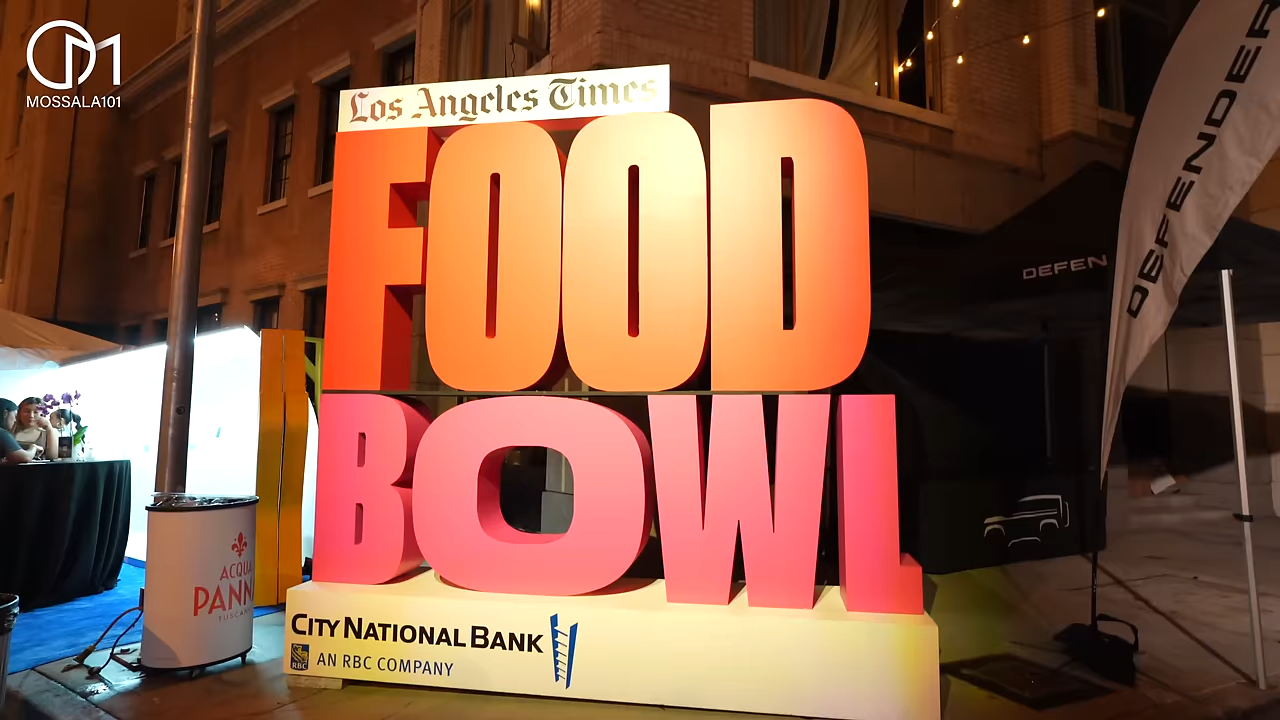 MOSSALA101
Los Angeles Times
FOOD
BOWL
CITY NATIONAL BANK
RBC
AN RBC COMPANY
ACQUA
PANN
TUSCAN
DEFEN
DEFENDER